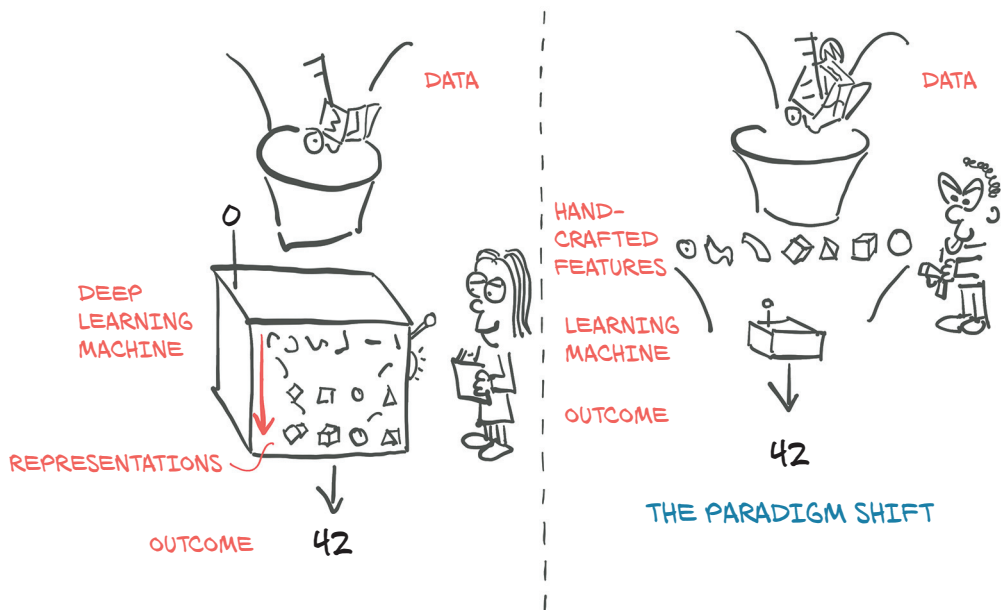 DATA
DEEP
LEARNING
MACHINE
REPRESENTATIONS
OUTCOME
42
DATA
HAND-
CRAFTED
FEATURES
LEARNING
MACHINE
OUTCOME
42
THE PARADIGM SHIFT